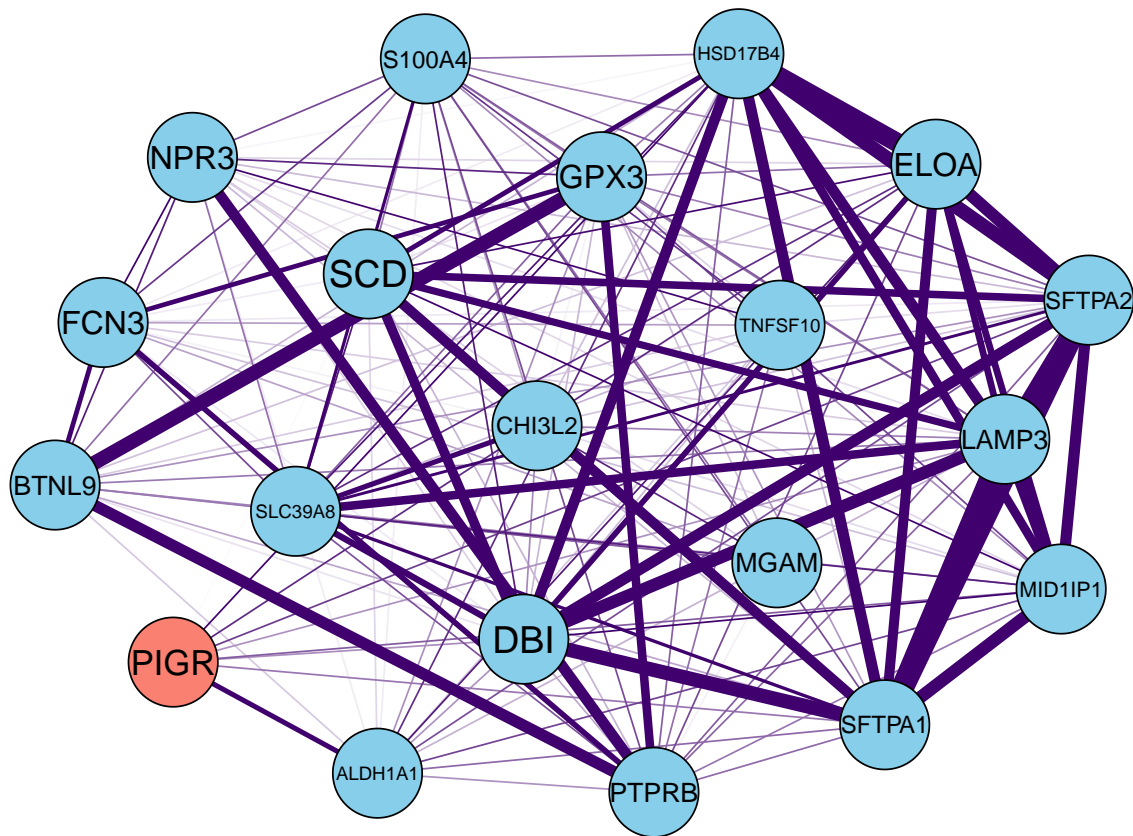 S100A4
HSD17B4
NPR3
GPX3
ELOA
SCD
SFTPA2
FCN3
TNFSF10
CHI3L2
LAMP3
BTNL9
SLC39A8
MGAM
MID1IP1
DBI
PIGR
SFTPA1
ALDH1A1
PTPRB